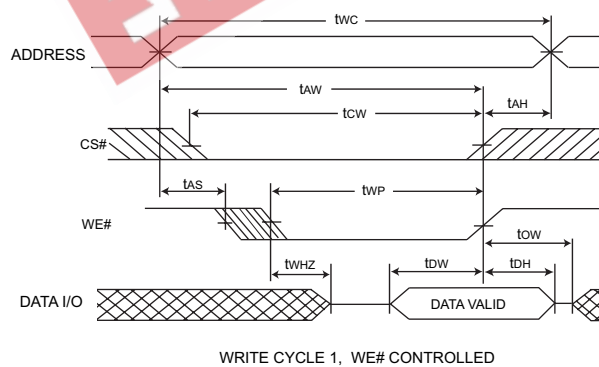 tWC
ADDRESS
tAW
tCW
tAH
CS#
tAS
tWP
WE#
tOW
tWHZ
tDW
tDH
DATA I/O
DATA VALID
WRITE CYCLE 1, WE# CONTROLLED